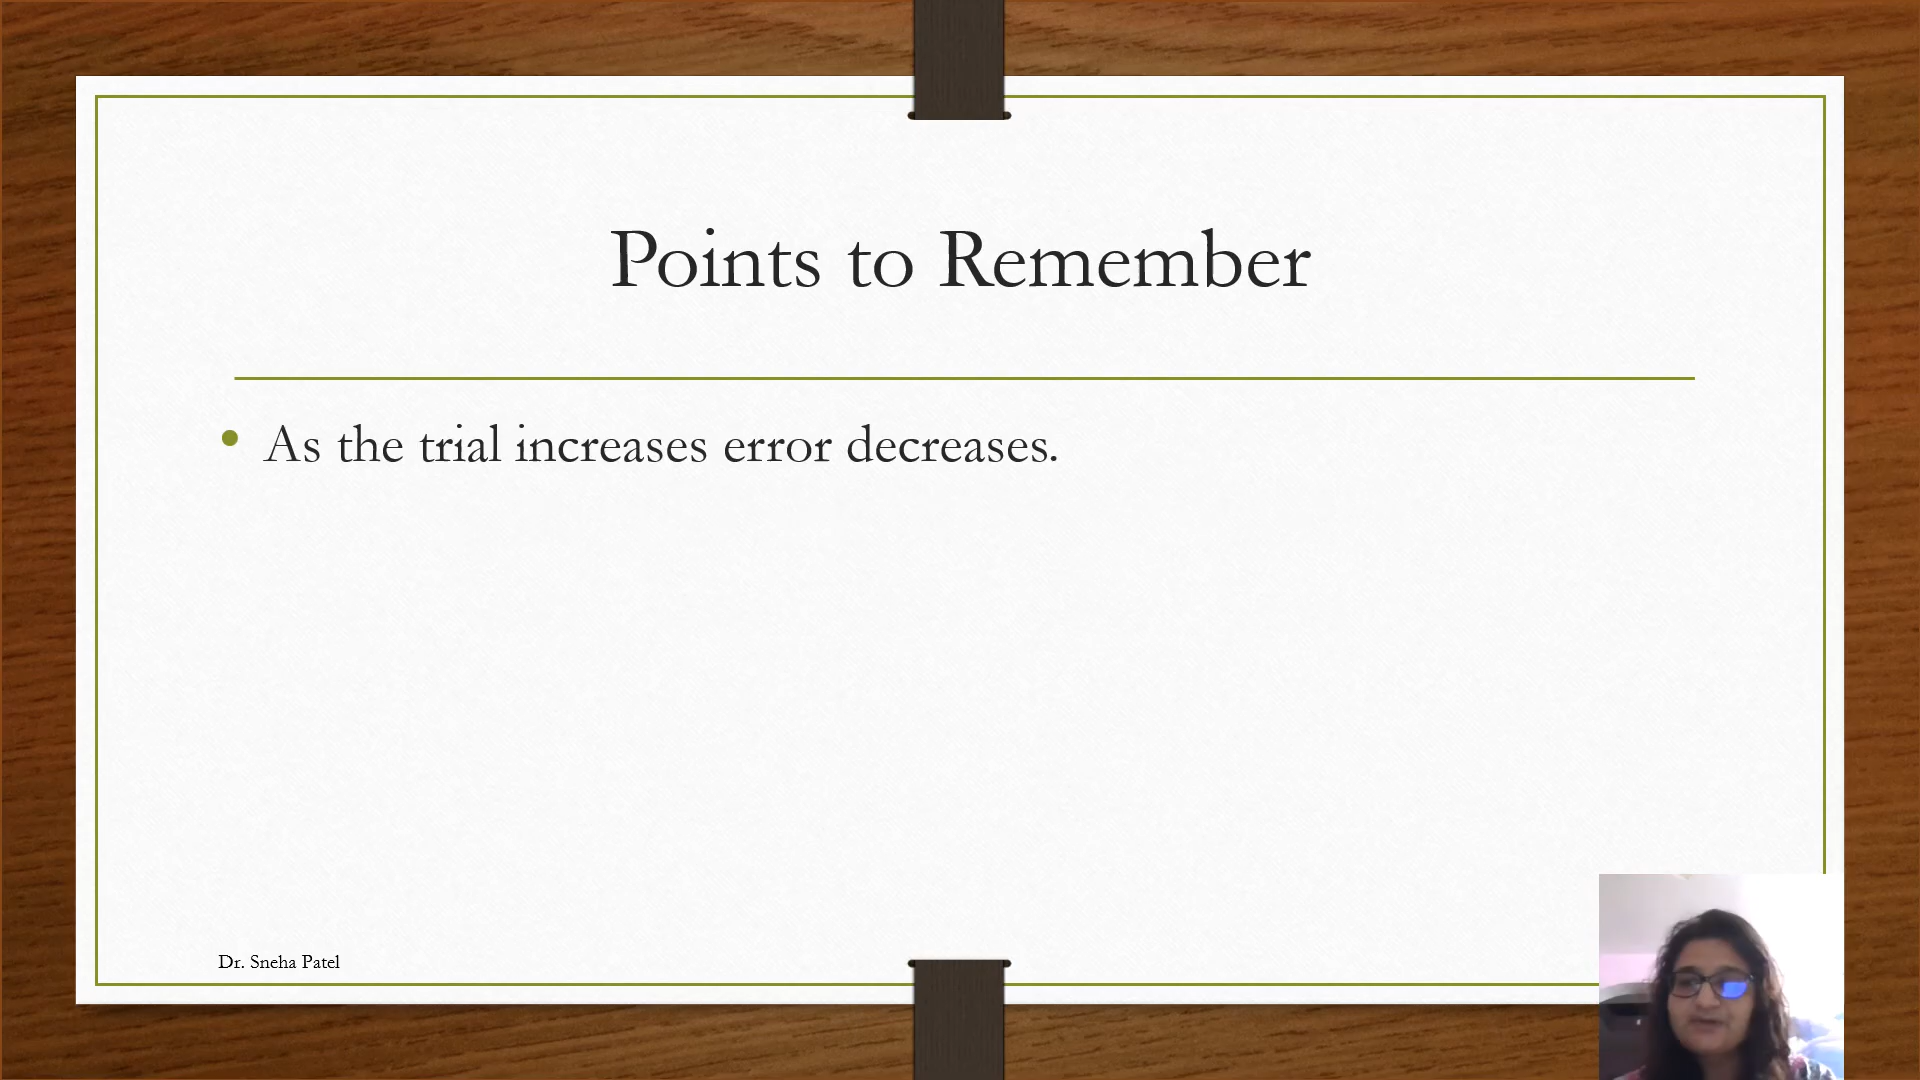 Points to Remember
As the trial increases error decreases.
Dr. Sneha Patel